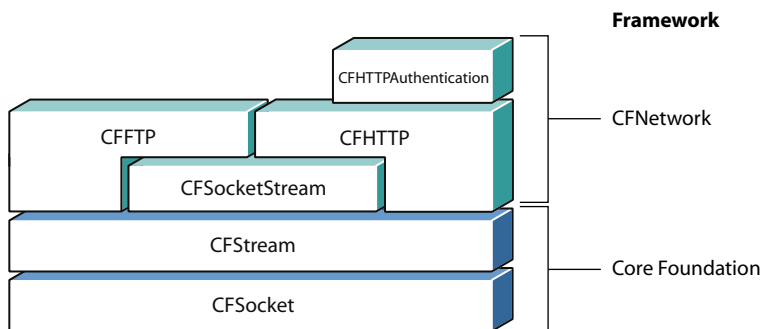 Framework
CFHTTPAuthentication
CFNetwork
CFFTP
CFHTTP
CFSocketStream
CFStream
Core Foundation
CFSocket